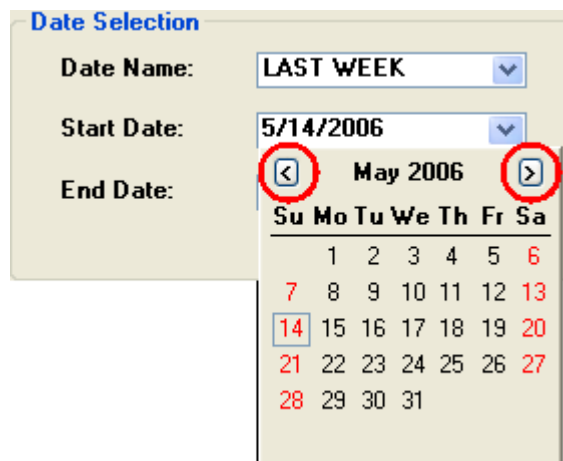 Date Selection
Date Name: LAST WEEK
Start Date: 5/14/2006
< May 2006 >
End Date:
Su Mo Tu We Th Fr Sa
1 2 3 4 5 6
7 8 9 10 11 12 13
14 15 16 17 18 19 20
21 22 23 24 25 26 27
28 29 30 31